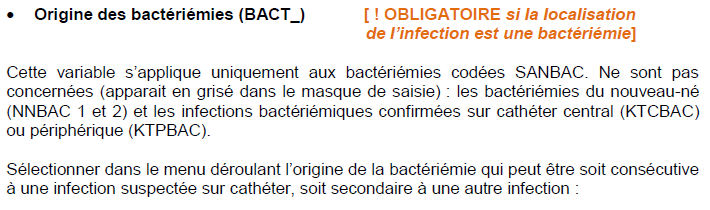 • Origine des bactériémies (BACT_) [ ! OBLIGATOIRE si la localisation
de l’infection est une bactériémie]
Cette variable s’applique uniquement aux bactériémies codées SANBAC. Ne sont pas
concernées (apparait en grisé dans le masque de saisie) : les bactériémies du nouveau-né
(NNBAC 1 et 2) et les infections bactériémiques confirmées sur cathéter central (KTCBAC)
ou périphérique (KTPBAC).
Sélectionner dans le menu déroulant l’origine de la bactériémie qui peut être soit consécutive
à une infection suspectée sur cathéter, soit secondaire à une autre infection :